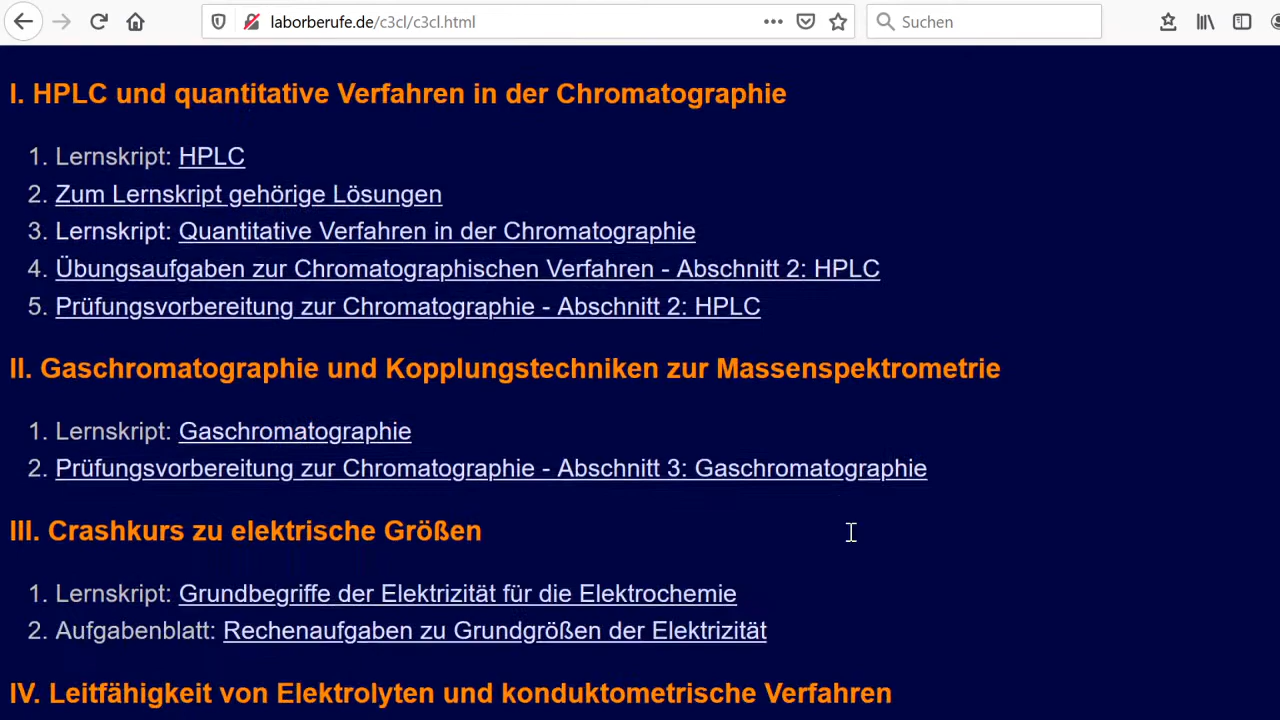 laborberufe.de/c3cl/c3cl.html
Suchen
I. HPLC und quantitative Verfahren in der Chromatographie
1. Lernskript: HPLC
2. Zum Lernskript gehörige Lösungen
3. Lernskript: Quantitative Verfahren in der Chromatographie
4. Übungsaufgaben zur Chromatographischen Verfahren - Abschnitt 2: HPLC
5. Prüfungsvorbereitung zur Chromatographie - Abschnitt 2: HPLC
II. Gaschromatographie und Kopplungstechniken zur Massenspektrometrie
1. Lernskript: Gaschromatographie
2. Prüfungsvorbereitung zur Chromatographie - Abschnitt 3: Gaschromatographie
III. Crashkurs zu elektrische Größen
1. Lernskript: Grundbegriffe der Elektrizität für die Elektrochemie
2. Aufgabenblatt: Rechenaufgaben zu Grundgrößen der Elektrizität
IV. Leitfähigkeit von Elektrolyten und konduktometrische Verfahren